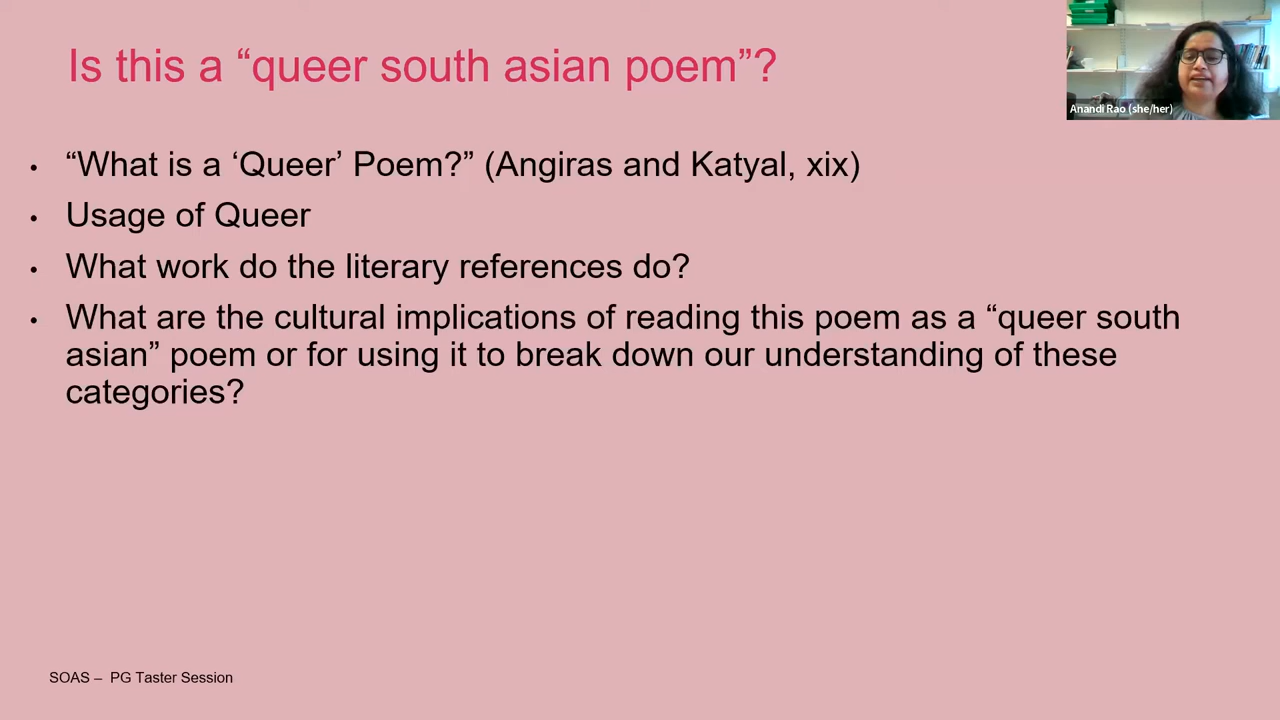 Is this a “queer south asian poem”?
Anandi Rao (she/her)
• “What is a ‘Queer’ Poem?” (Angiras and Katyal, xix)
• Usage of Queer
• What work do the literary references do?
• What are the cultural implications of reading this poem as a “queer south
asian” poem or for using it to break down our understanding of these
categories?
SOAS – PG Taster Session